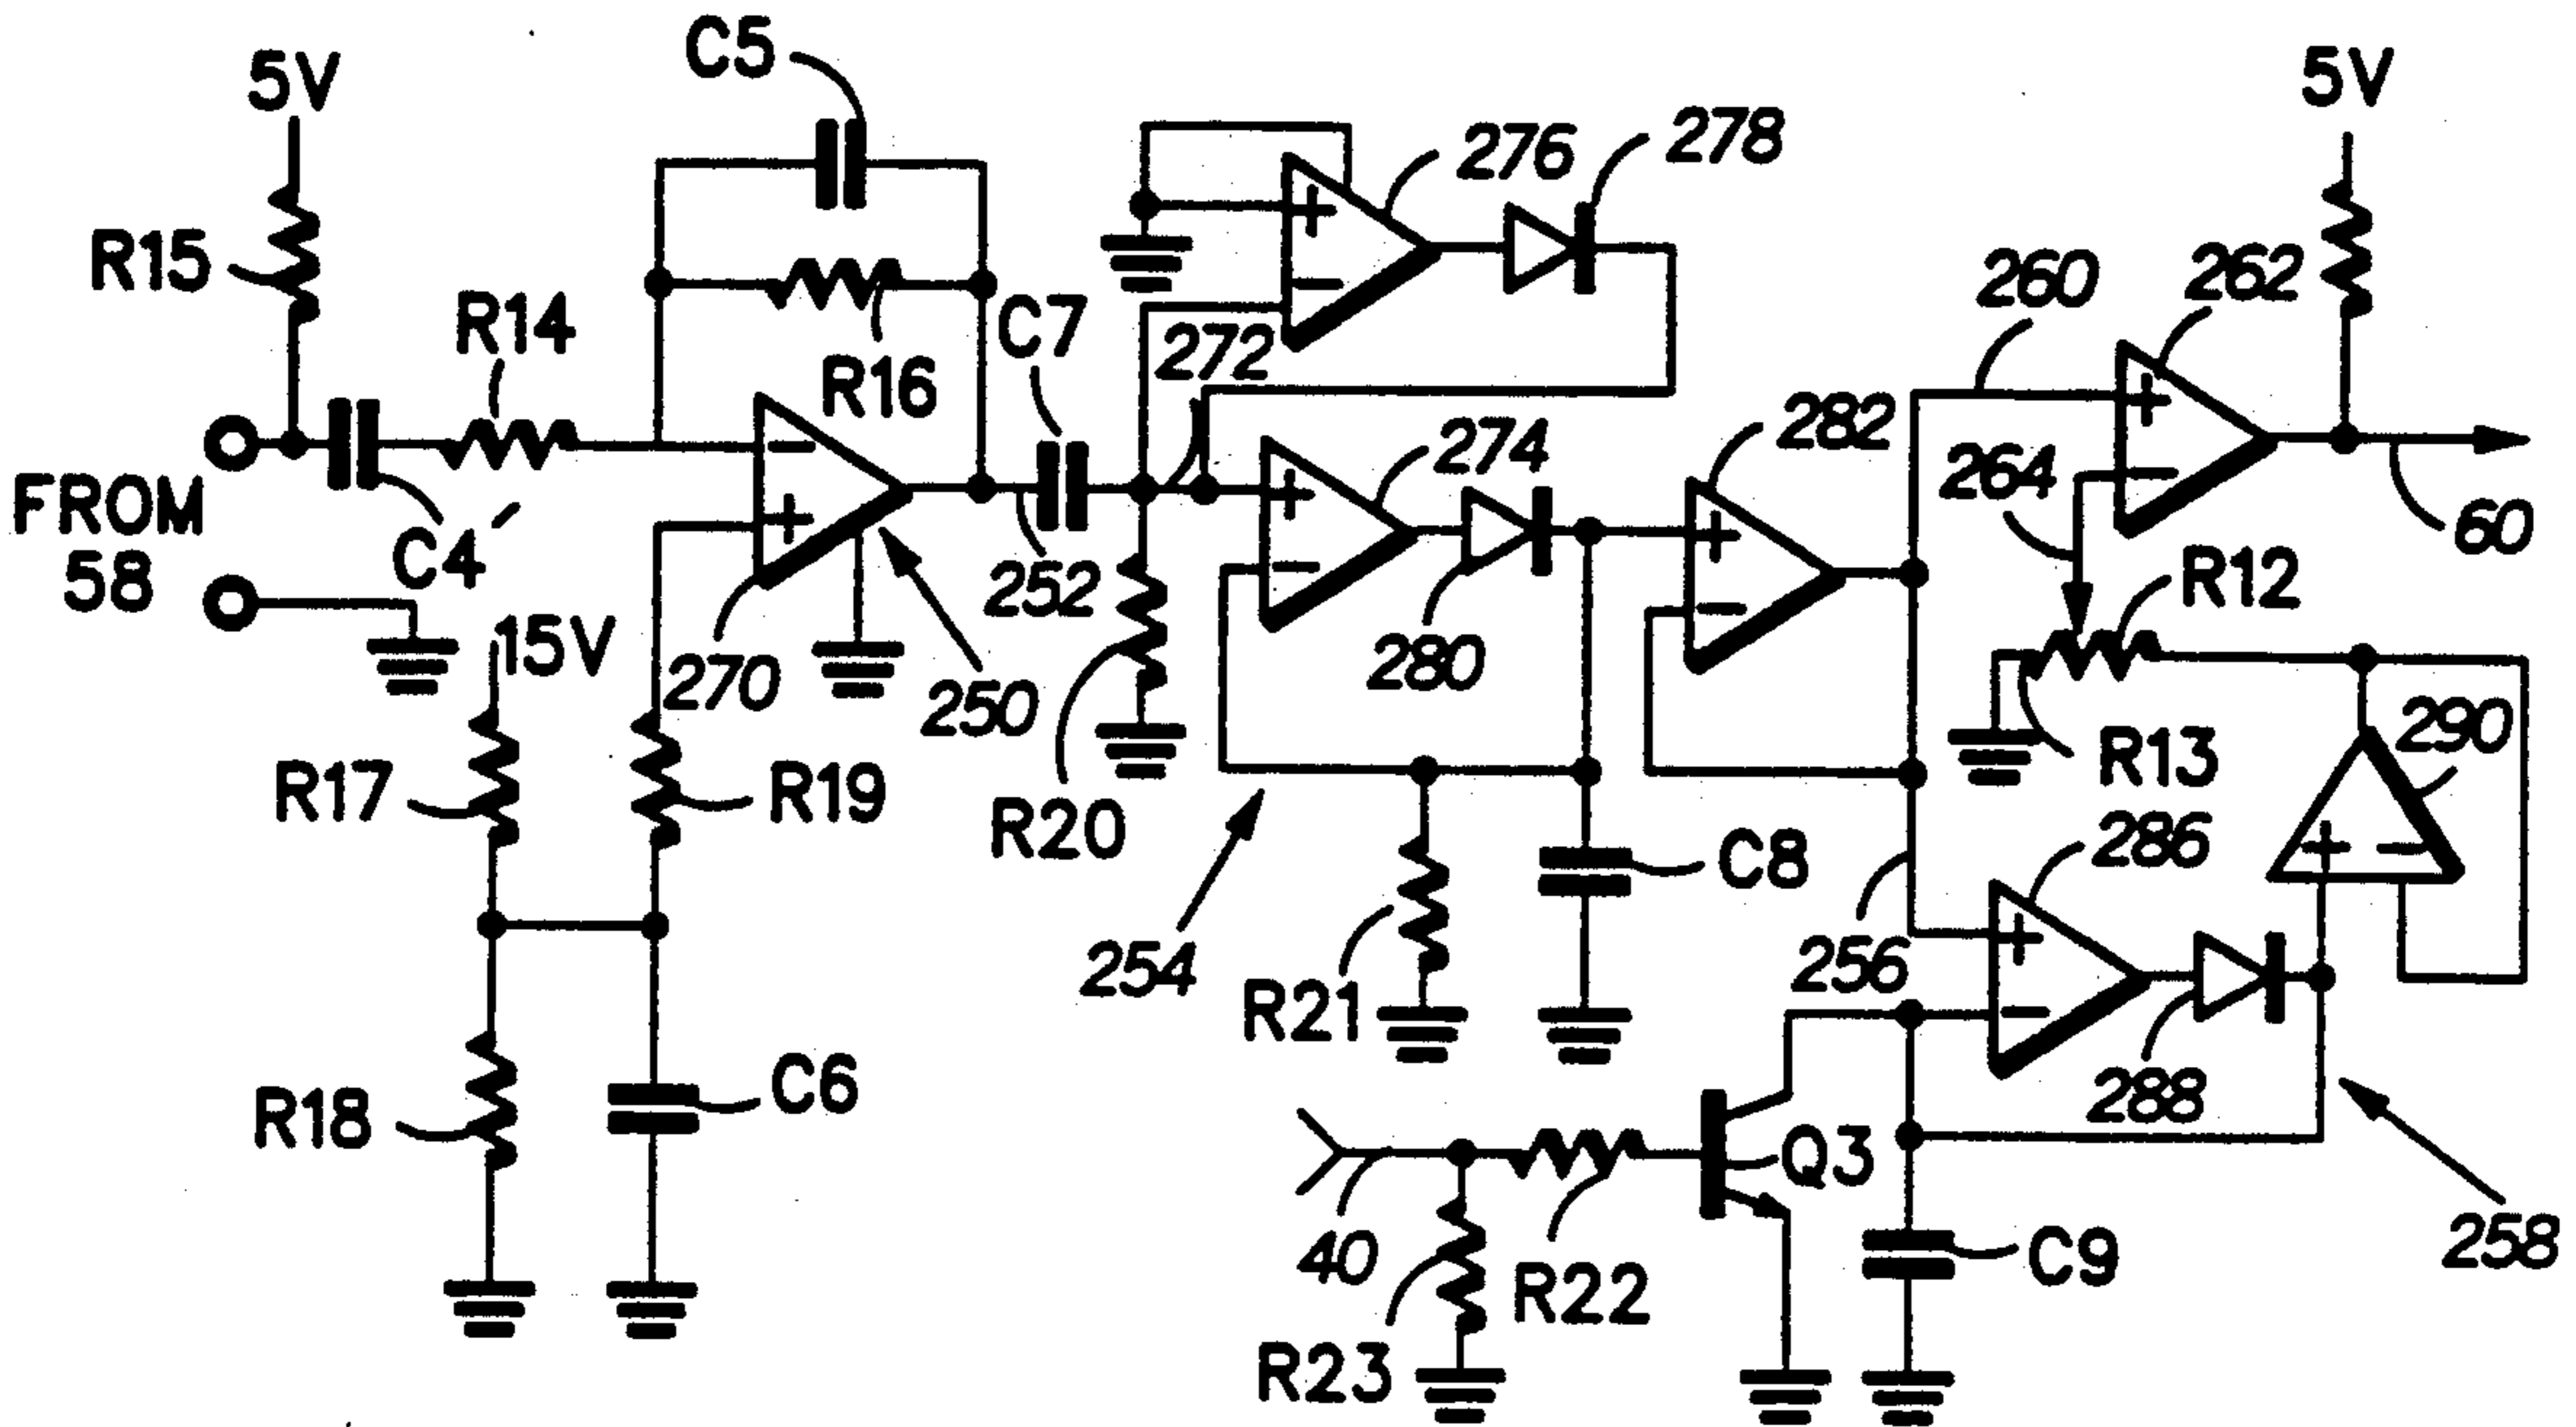 C5
5V
5V
276
278
R15
R14
C7
R16
272
260
262
282
274
264
FROM
58
C4
252
60
R12
15V
270
250
280
R13
290
R17
R19
R20
C8
286
254
R21
256
R18
C6
288
Q3
258
40
R22
C9
R23
+
−
+
−
+
−
+
−
+
−
+
−
+
−